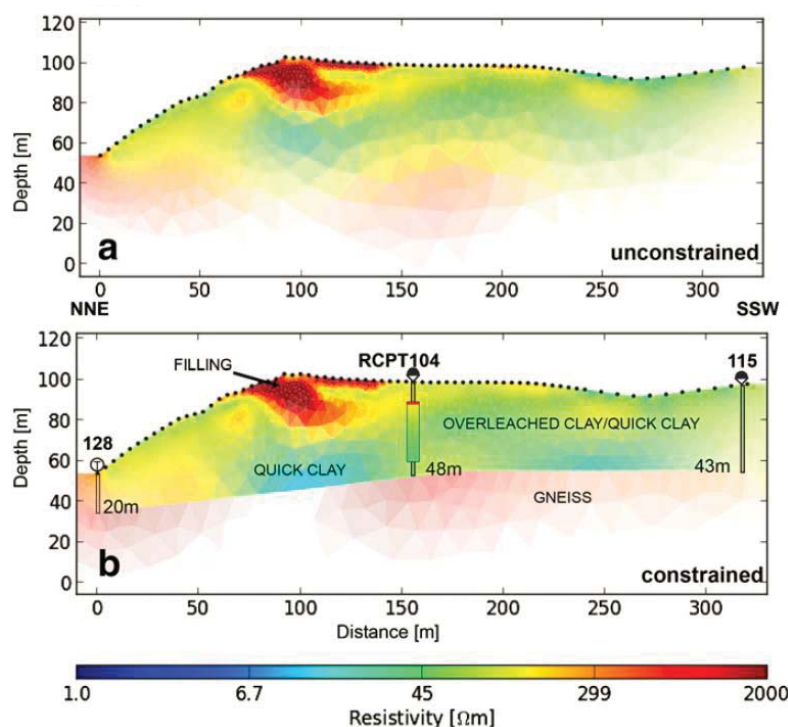 120
100
80
60
40
20
0
Depth [m]
a
unconstrained
0 50 100 150 200 250 300
NNE SSW
120
100
80
60
40
20
0
Depth [m]
FILLING
RCPT104
115
128
OVERLEACHED CLAY/QUICK CLAY
QUICK CLAY
48m
43m
20m
GNEISS
b
constrained
0 50 100 150 200 250 300
Distance [m]
1.0 6.7 45 299 2000
Resistivity [Ωm]